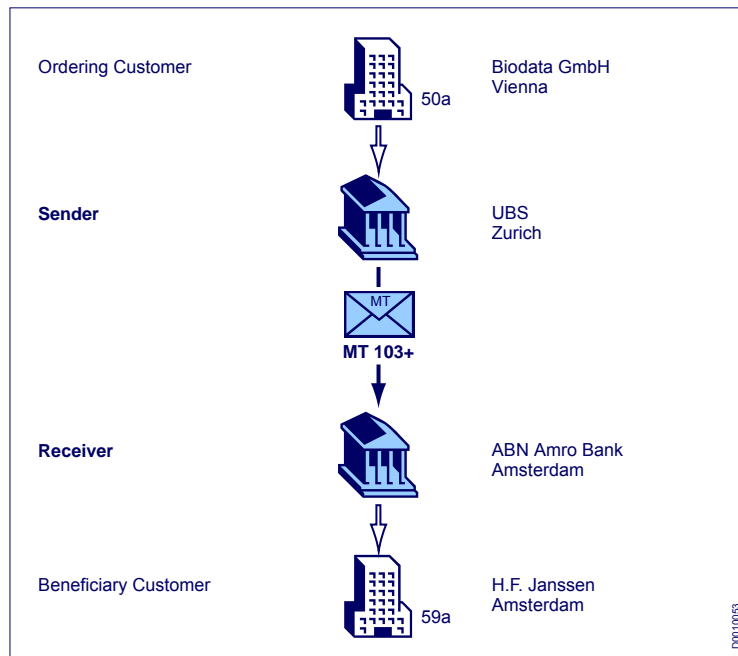 Ordering Customer
50a
Biodata GmbH
Vienna
Sender
UBS
Zurich
MT
MT 103+
Receiver
ABN Amro Bank
Amsterdam
Beneficiary Customer
59a
H.F. Janssen
Amsterdam
D0010053